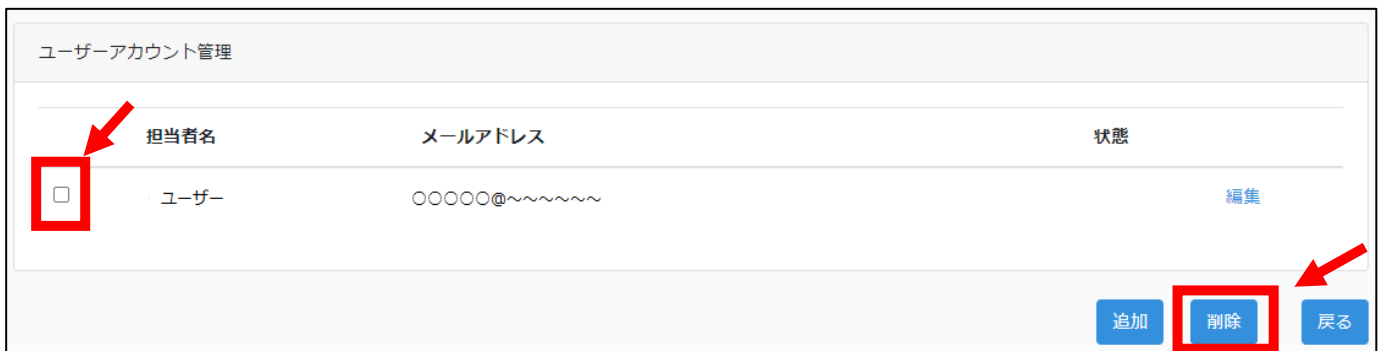 ユーザーアカウント管理
担当者名 メールアドレス 状態
ユーザー ○○○○○@~~~~~~ 編集
追加 削除 戻る